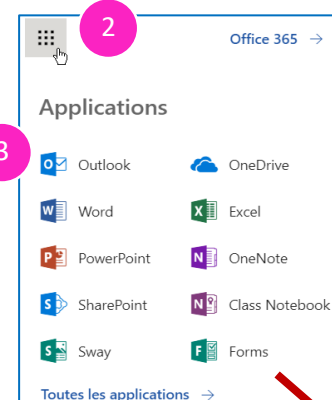 2
Office 365 →
Applications
3
Outlook OneDrive
Word Excel
PowerPoint OneNote
SharePoint Class Notebook
Sway Forms
Toutes les applications →